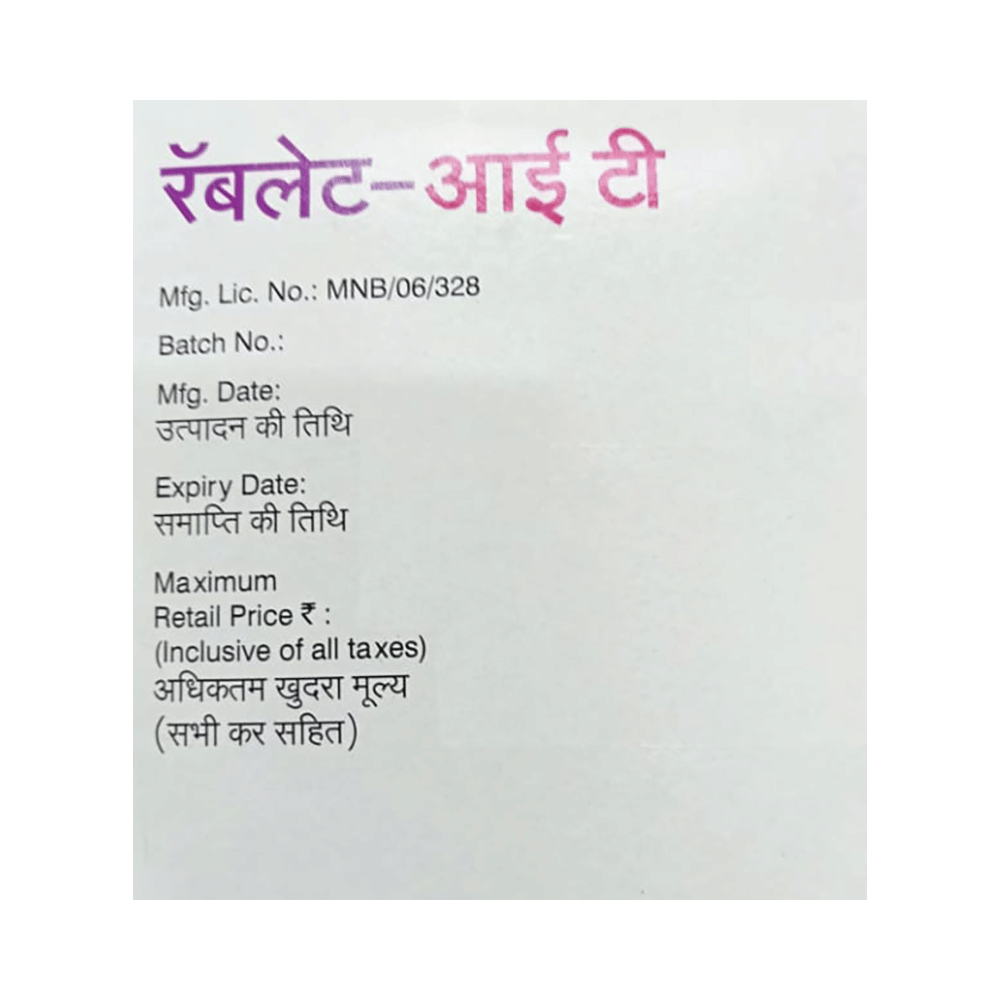 रॅबलेट-आई टी
Mfg. Lic. No.: MNB/06/328
Batch No.:
Mfg. Date:
उत्पादन की तिथि
Expiry Date:
समाप्ति की तिथि
Maximum
Retail Price ₹ :
(Inclusive of all taxes)
अधिकतम खुदरा मूल्य
(सभी कर सहित)